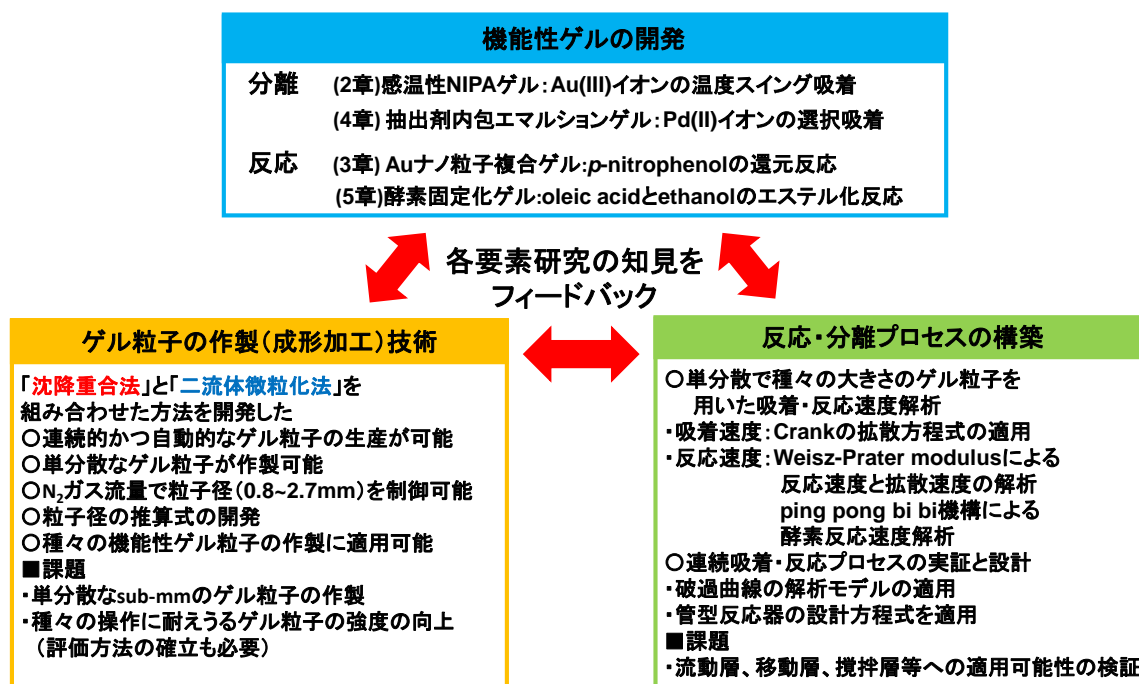 機能性ゲルの開発
分離 (2章)感温性NIPAゲル:Au(III)イオンの温度スイング吸着
(4章) 抽出剤内包エマルションゲル:Pd(II)イオンの選択吸着
反応 (3章) Auナノ粒子複合ゲル:p-nitrophenolの還元反応
(5章)酵素固定化ゲル:oleic acidとethanolのエステル化反応
各要素研究の知見を
フィードバック
ゲル粒子の作製(成形加工)技術
「沈降重合法」と「二流体微粒化法」を
組み合わせた方法を開発した
〇連続的かつ自動的なゲル粒子の生産が可能
〇単分散なゲル粒子が作製可能
〇N₂ガス流量で粒子径(0.8~2.7mm)を制御可能
〇粒子径の推算式の開発
〇種々の機能性ゲル粒子の作製に適用可能
■課題
・単分散なsub-mmのゲル粒子の作製
・種々の操作に耐えうるゲル粒子の強度の向上
(評価方法の確立も必要)
反応・分離プロセスの構築
〇単分散で種々の大きさのゲル粒子を
用いた吸着・反応速度解析
・吸着速度:Crankの拡散方程式の適用
・反応速度:Weisz-Prater modulusによる
反応速度と拡散速度の解析
ping pong bi bi機構による
酵素反応速度解析
〇連続吸着・反応プロセスの実証と設計
・破過曲線の解析モデルの適用
・管型反応器の設計方程式を適用
■課題
・流動層、移動層、撹拌層等への適用可能性の検証